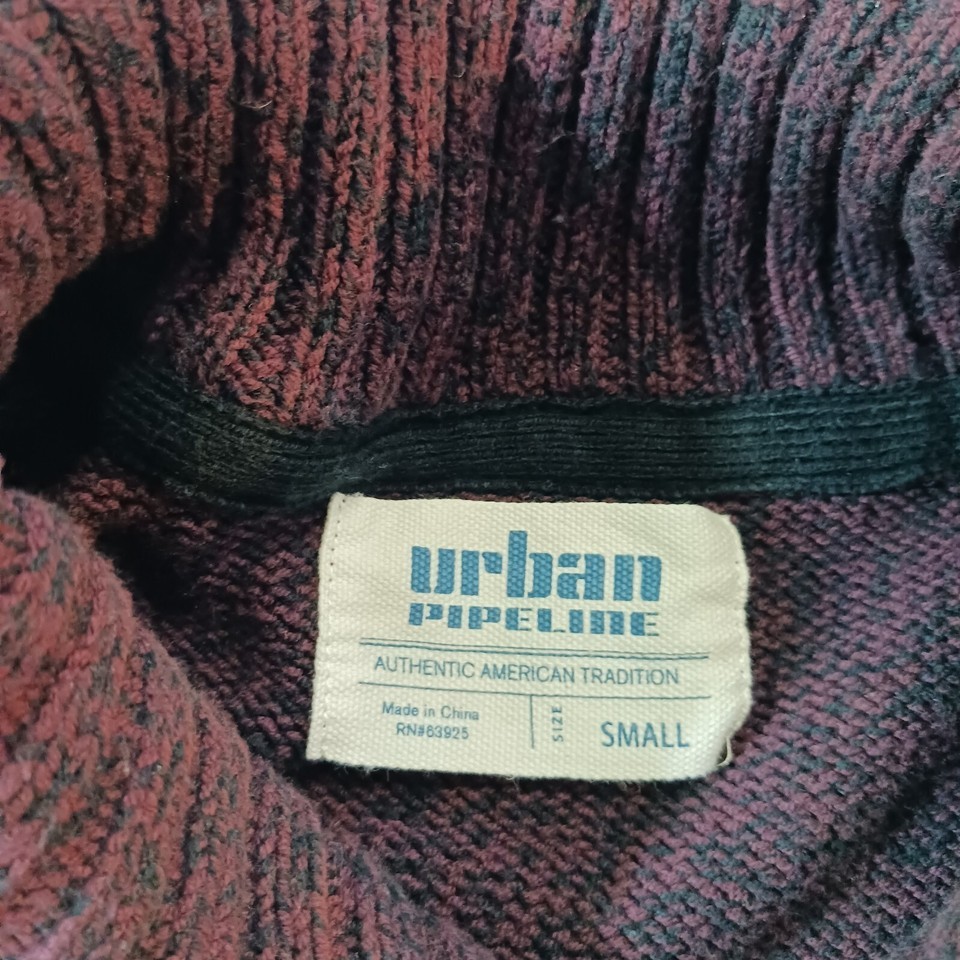 urban
PIPELINE
AUTHENTIC AMERICAN TRADITION
Made in China
RN#63925
SIZE
SMALL